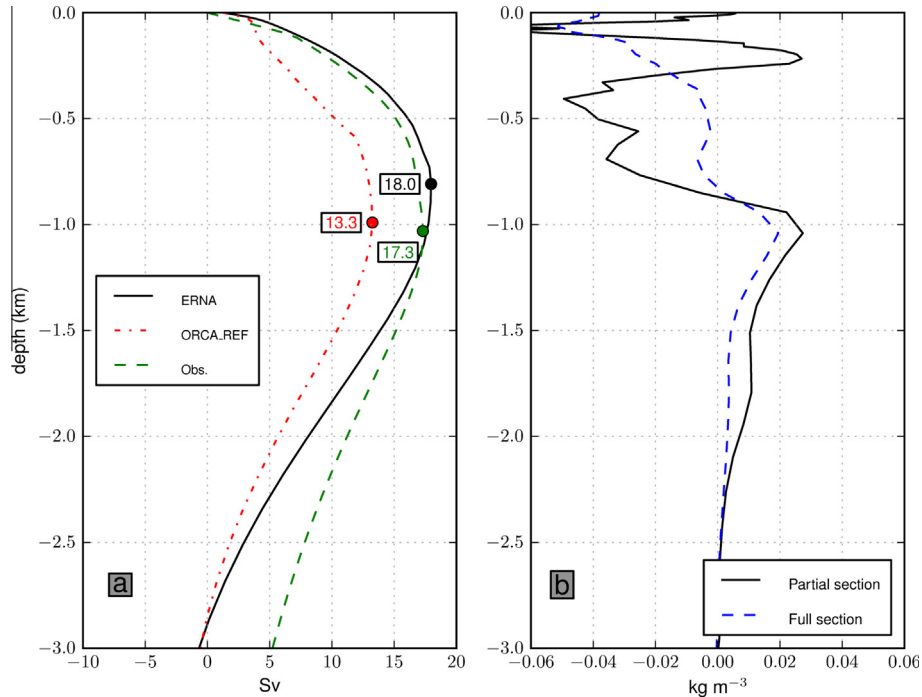 0.0
−0.5
−1.0
−1.5
−2.0
−2.5
−3.0
depth (km)
−10 −5 0 5 10 15 20
Sv
18.0
13.3
17.3
ERNA
ORCA_REF
Obs.
a
0.0
−0.5
−1.0
−1.5
−2.0
−2.5
−3.0
−0.06 −0.04 −0.02 0.00 0.02 0.04 0.06
kg m⁻³
Partial section
Full section
b